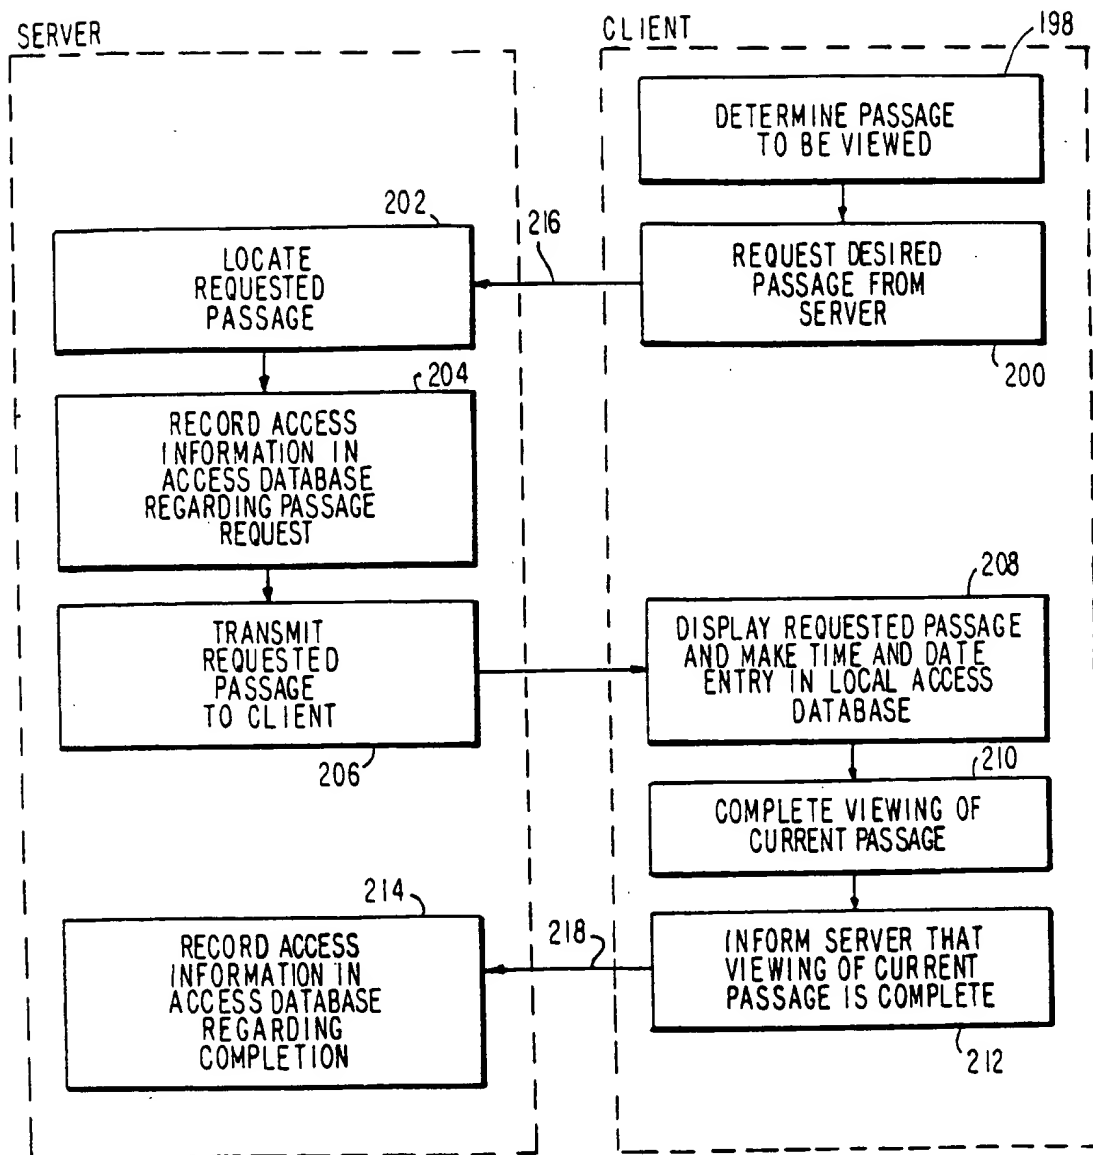 SERVER
CLIENT
198
DETERMINE PASSAGE
TO BE VIEWED
202
216
LOCATE
REQUESTED
PASSAGE
REQUEST DESIRED
PASSAGE FROM
SERVER
200
204
RECORD ACCESS
INFORMATION IN
ACCESS DATABASE
REGARDING PASSAGE
REQUEST
208
TRANSMIT
REQUESTED
PASSAGE
TO CLIENT
206
DISPLAY REQUESTED PASSAGE
AND MAKE TIME AND DATE
ENTRY IN LOCAL ACCESS
DATABASE
210
COMPLETE VIEWING OF
CURRENT PASSAGE
214
218
RECORD ACCESS
INFORMATION IN
ACCESS DATABASE
REGARDING
COMPLETION
INFORM SERVER THAT
VIEWING OF CURRENT
PASSAGE IS COMPLETE
212